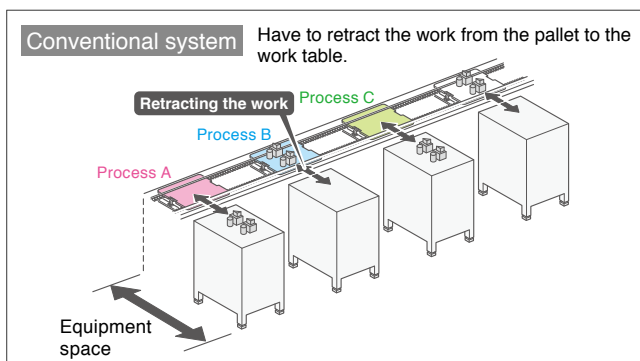 Conventional system
Have to retract the work from the pallet to the
work table.
Retracting the work
Process C
Process B
Process A
Equipment
space